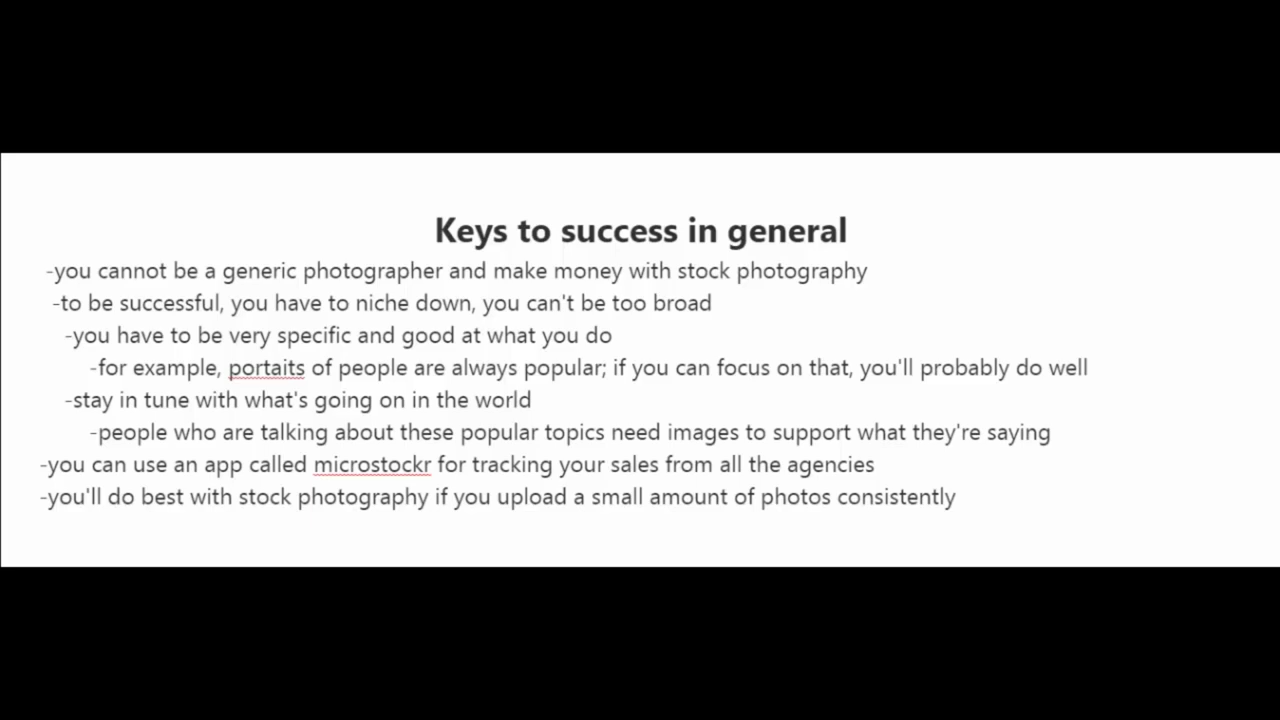 Keys to success in general
-you cannot be a generic photographer and make money with stock photography
-to be successful, you have to niche down, you can't be too broad
-you have to be very specific and good at what you do
-for example, portaits of people are always popular; if you can focus on that, you'll probably do well
-stay in tune with what's going on in the world
-people who are talking about these popular topics need images to support what they're saying
-you can use an app called microstockr for tracking your sales from all the agencies
-you'll do best with stock photography if you upload a small amount of photos consistently